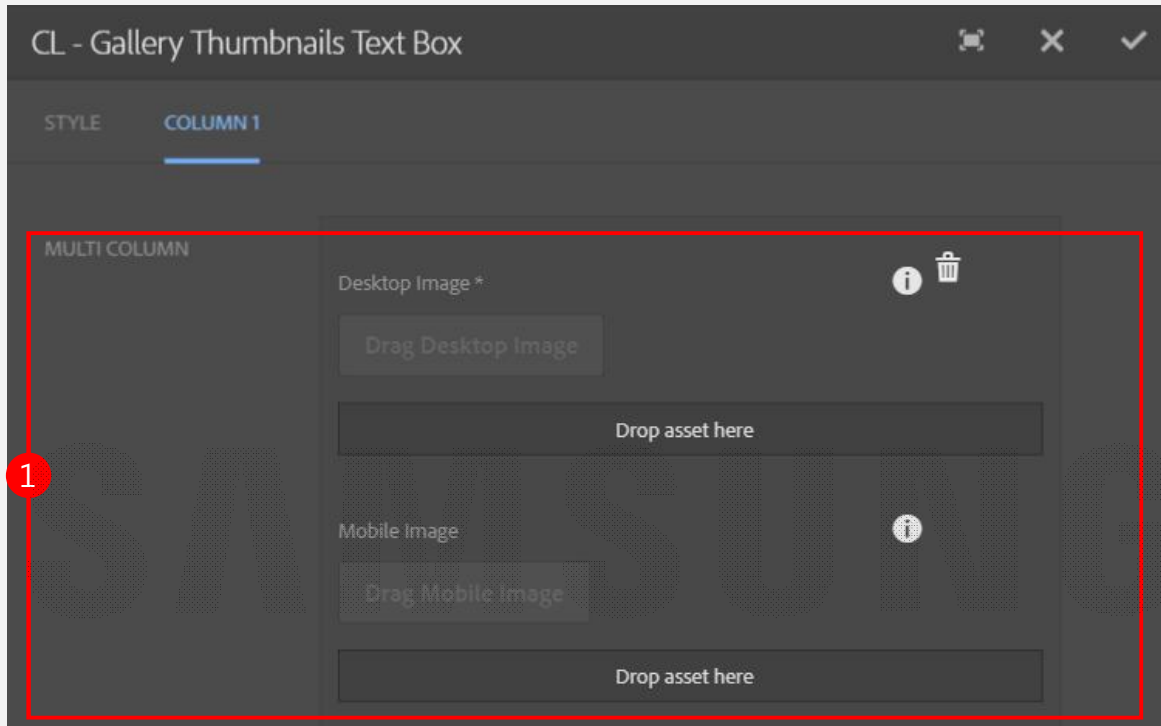 CL - Gallery Thumbnails Text Box
STYLE COLUMN 1
MULTI COLUMN
Desktop Image *
Drag Desktop Image
Drop asset here
1
SAMSUNG
Mobile Image
Drag Mobile Image
Drop asset here